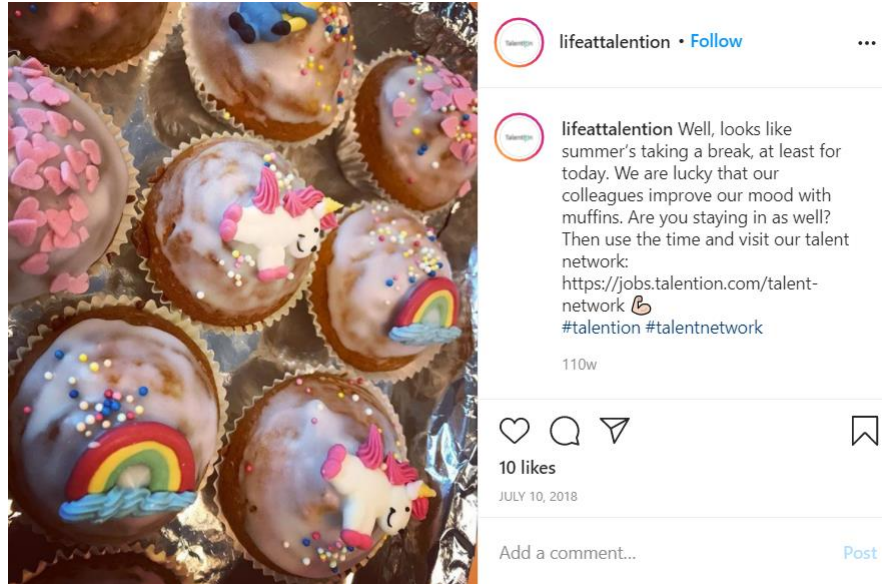 lifeattalention • Follow
lifeattalention Well, looks like
summer's taking a break, at least for
today. We are lucky that our
colleagues improve our mood with
muffins. Are you staying in as well?
Then use the time and visit our talent
network:
https://jobs.talention.com/talent-
network 💪🏻
#talention #talentnetwork
110w
10 likes
JULY 10, 2018
Add a comment... Post